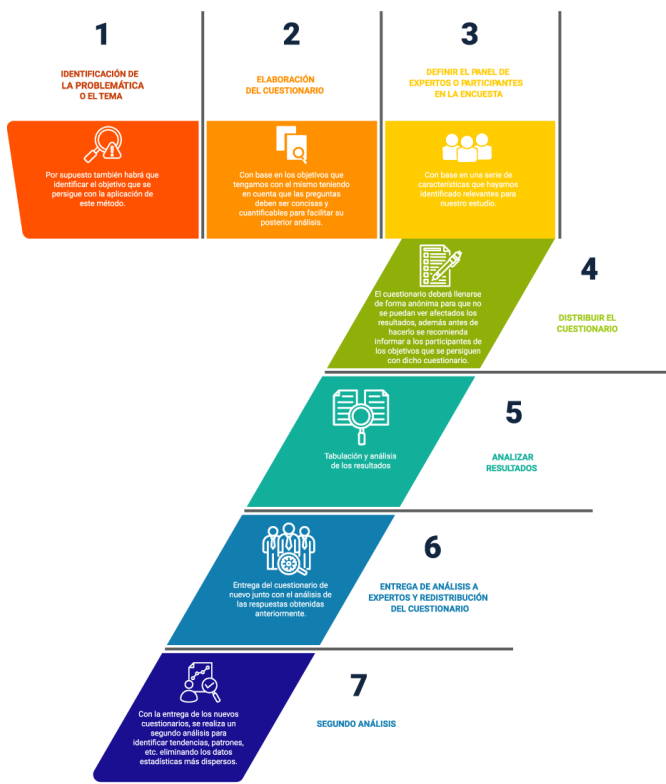 1
IDENTIFICACIÓN DE
LA PROBLEMÁTICA
O EL TEMA
Por supuesto también habrá que
identificar el objetivo que se
persigue con la aplicación de
este método.
2
ELABORACIÓN
DEL CUESTIONARIO
Con base en los objetivos que
tengamos con el mismo teniendo
en cuenta que las preguntas
deben ser concisas y
cuantificables para facilitar su
posterior análisis.
3
DEFINIR EL PANEL DE
EXPERTOS O PARTICIPANTES
EN LA ENCUESTA
Con base en una serie de
características que hayamos
identificado relevantes para
nuestro estudio.
4
DISTRIBUIR EL
CUESTIONARIO
El cuestionario deberá llenarse
de forma anónima para que no
se puedan ver afectados los
resultados, además antes de
hacerlo se recomienda
informar a los participantes de
los objetivos que se persiguen
con dicho cuestionario.
5
ANALIZAR
RESULTADOS
Tabulación y análisis
de los resultados
6
ENTREGA DE ANÁLISIS A
EXPERTOS Y REDISTRIBUCIÓN
DEL CUESTIONARIO
Entrega del cuestionario de
nuevo junto con el análisis de
las respuestas obtenidas
anteriormente.
7
SEGUNDO ANÁLISIS
Con la entrega de los nuevos
cuestionarios, se realiza un
segundo análisis para
identificar tendencias, patrones,
etc. eliminando los datos
estadísticas más dispersos.